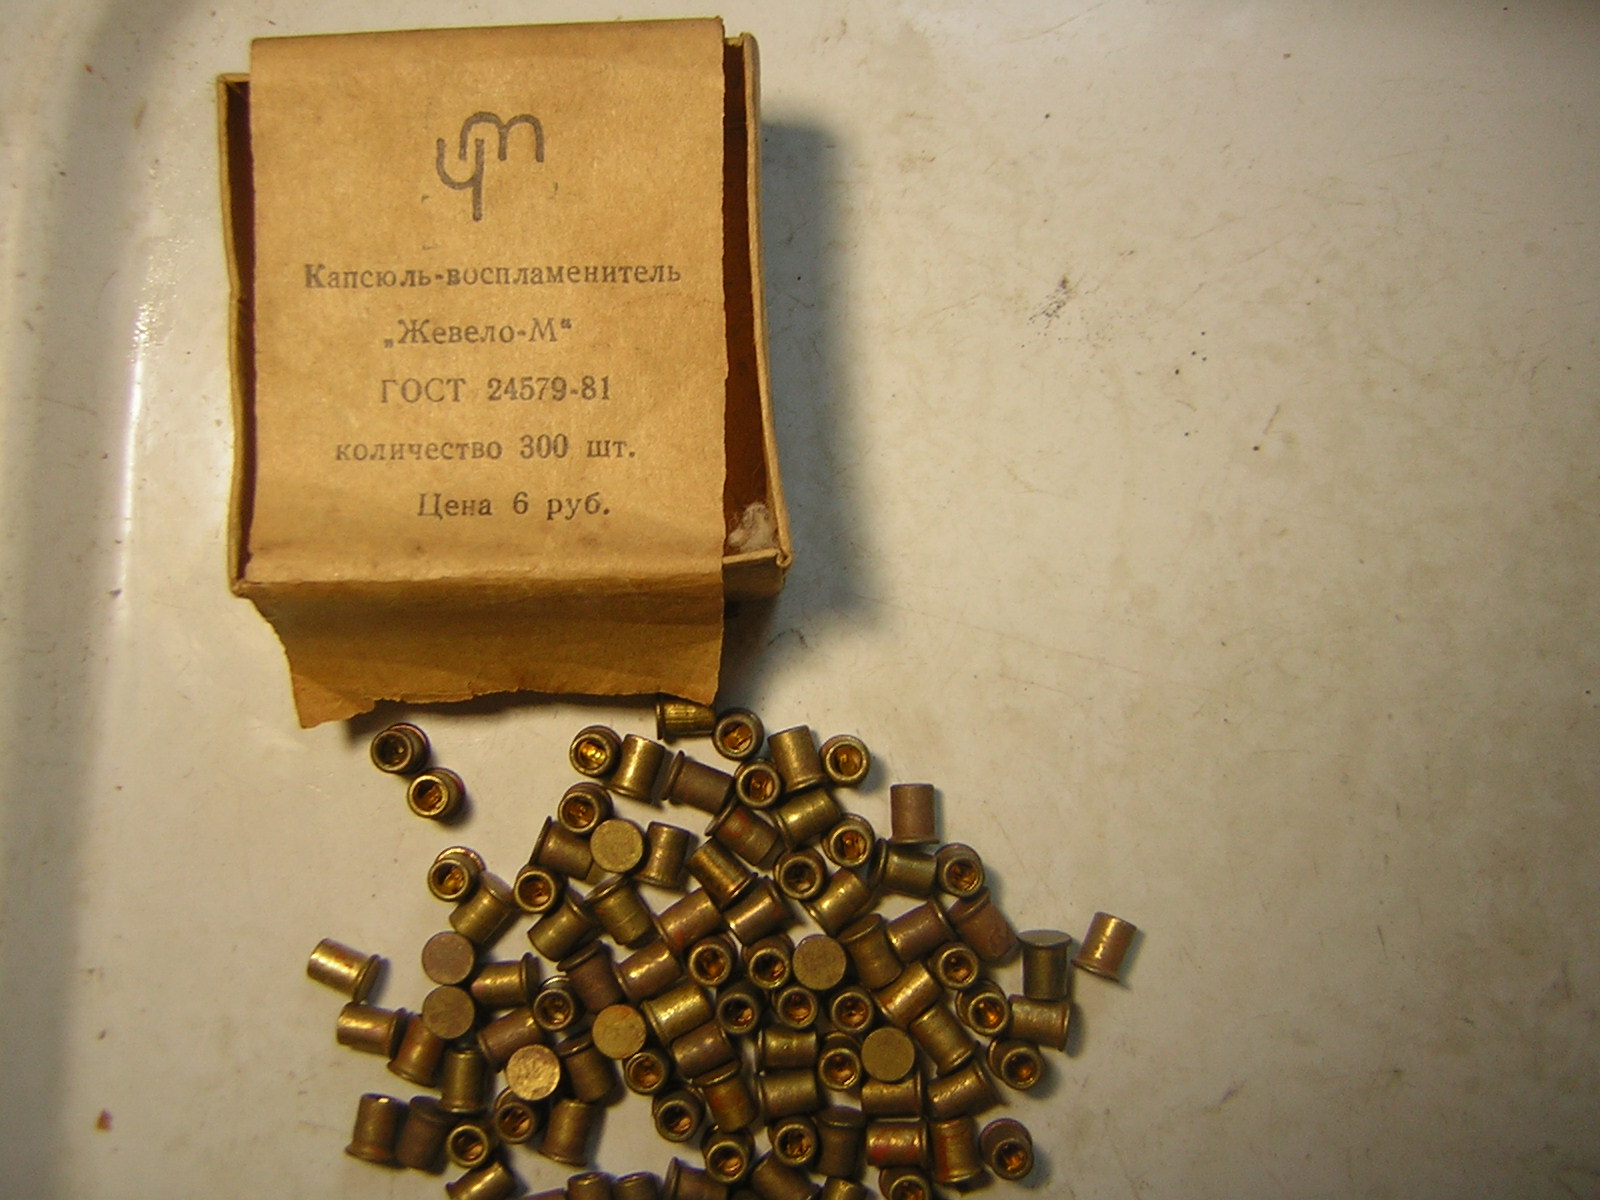 Капсюль-воспламенитель
„Жевело-М“
ГОСТ 24579-81
количество 300 шт.
Цена 6 руб.